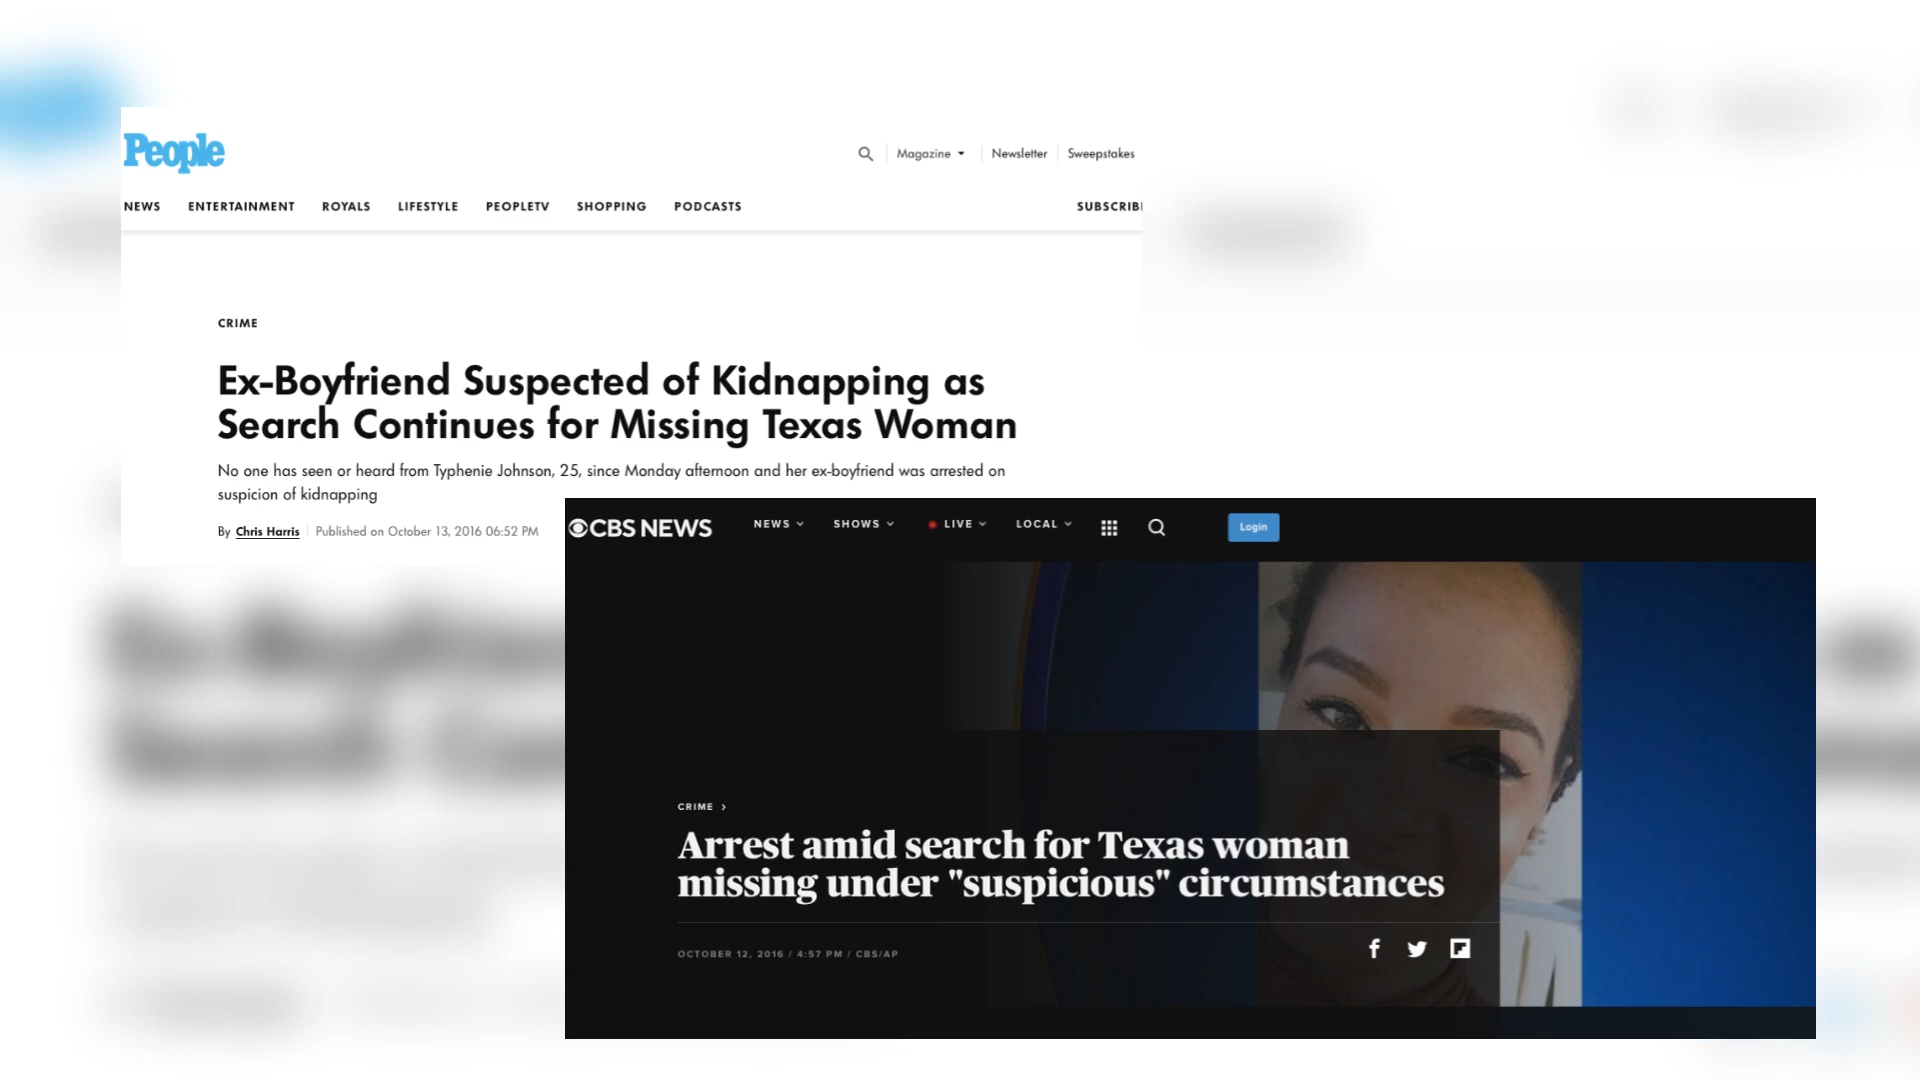 People
Magazine
Newsletter
Sweepstakes
NEWS
ENTERTAINMENT
ROYALS
LIFESTYLE
PEOPLETV
SHOPPING
PODCASTS
SUBSCRIB
CRIME
Ex-Boyfriend Suspected of Kidnapping as
Search Continues for Missing Texas Woman
No one has seen or heard from Typhenie Johnson, 25, since Monday afternoon and her ex-boyfriend was arrested on
suspicion of kidnapping
By Chris Harris Published on October 13, 2016 06:52 PM
CBS NEWS
NEWS
SHOWS
LIVE
LOCAL
Login
CRIME >
Arrest amid search for Texas woman
missing under "suspicious" circumstances
OCTOBER 12, 2016 / 4:57 PM / CBS/AP